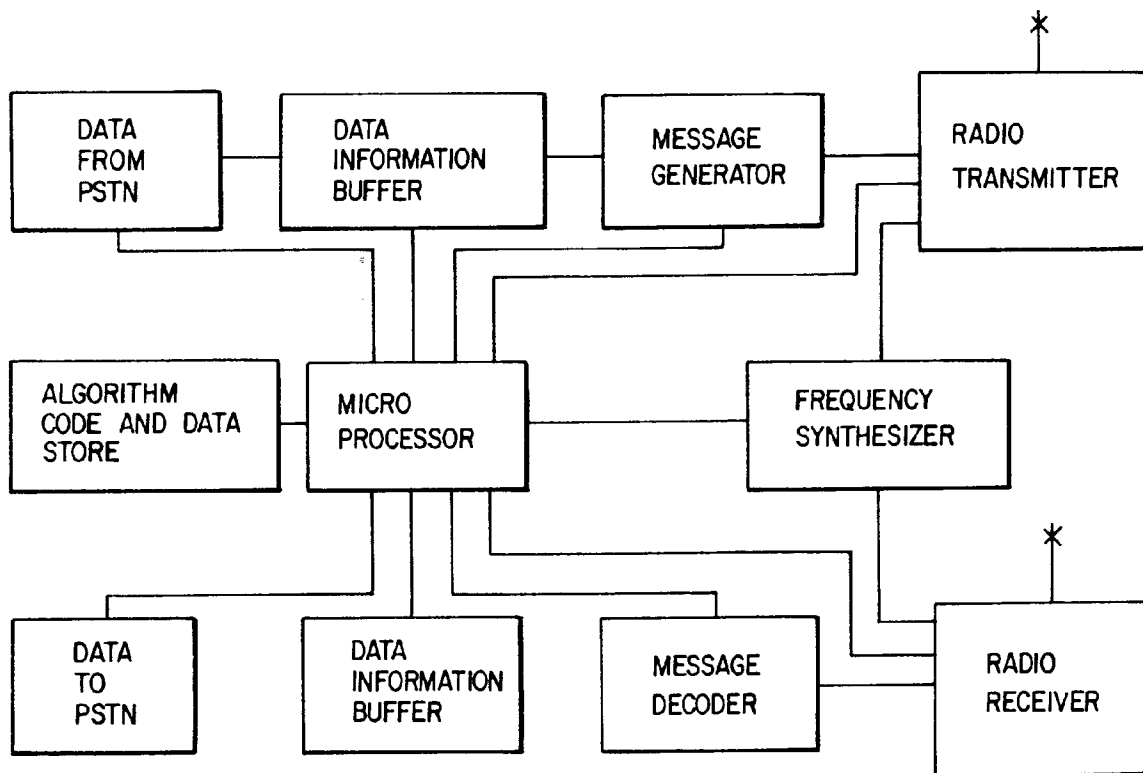 DATA
FROM
PSTN
DATA
INFORMATION
BUFFER
MESSAGE
GENERATOR
RADIO
TRANSMITTER
ALGORITHM
CODE AND DATA
STORE
MICRO
PROCESSOR
FREQUENCY
SYNTHESIZER
DATA
TO
PSTN
DATA
INFORMATION
BUFFER
MESSAGE
DECODER
RADIO
RECEIVER